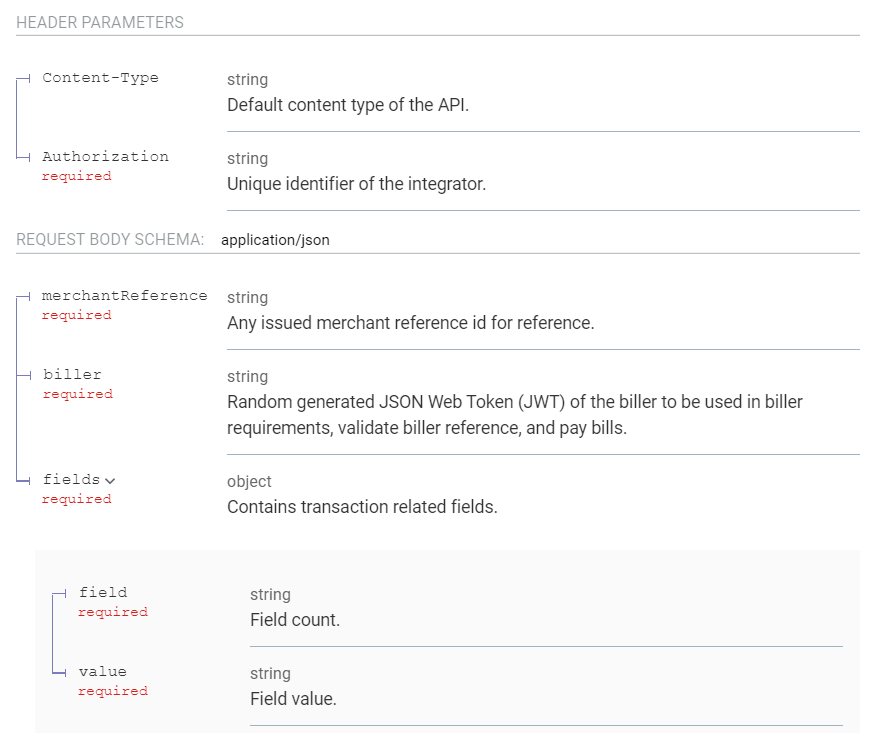 HEADER PARAMETERS
Content-Type
string
Default content type of the API.
Authorization
required
string
Unique identifier of the integrator.
REQUEST BODY SCHEMA: application/json
merchantReference
required
string
Any issued merchant reference id for reference.
biller
required
string
Random generated JSON Web Token (JWT) of the biller to be used in biller
requirements, validate biller reference, and pay bills.
fields
required
object
Contains transaction related fields.
field
required
string
Field count.
value
required
string
Field value.